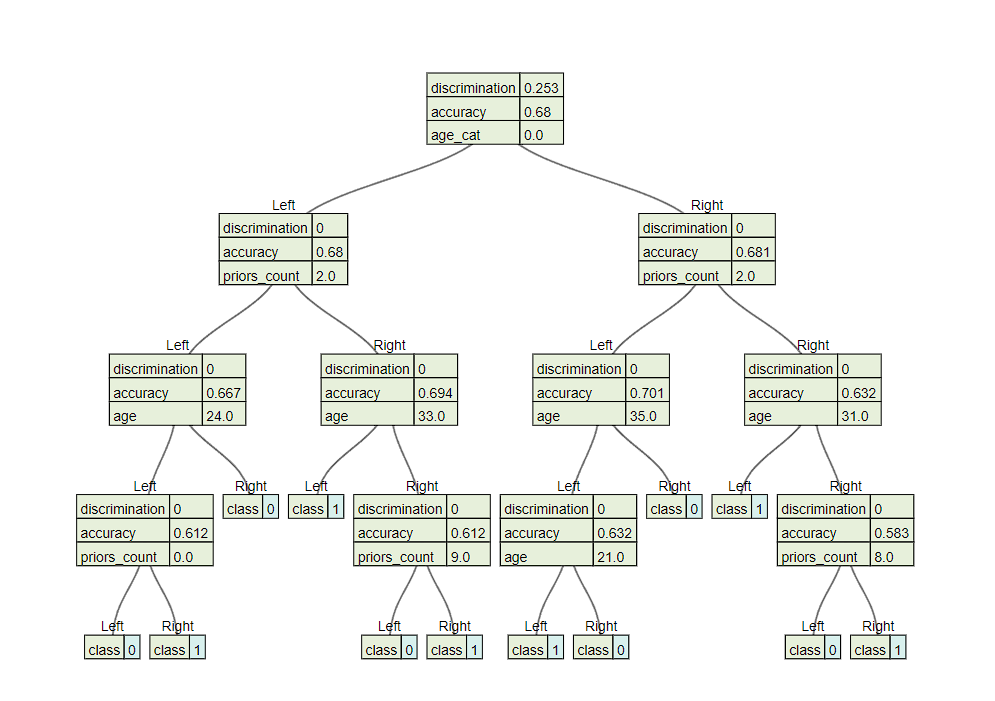 discrimination 0.253
accuracy 0.68
age_cat 0.0
Left
discrimination 0
accuracy 0.68
priors_count 2.0
Right
discrimination 0
accuracy 0.681
priors_count 2.0
Left
discrimination 0
accuracy 0.667
age 24.0
Right
discrimination 0
accuracy 0.694
age 33.0
Left
discrimination 0
accuracy 0.701
age 35.0
Right
discrimination 0
accuracy 0.632
age 31.0
Left
discrimination 0
accuracy 0.612
priors_count 0.0
Right
class 0
Left
class 1
Right
discrimination 0
accuracy 0.612
priors_count 9.0
Left
discrimination 0
accuracy 0.632
age 21.0
Right
class 0
Left
class 1
Right
discrimination 0
accuracy 0.583
priors_count 8.0
Left
class 0
Right
class 1
Left
class 0
Right
class 1
Left
class 1
Right
class 0
Left
class 0
Right
class 1